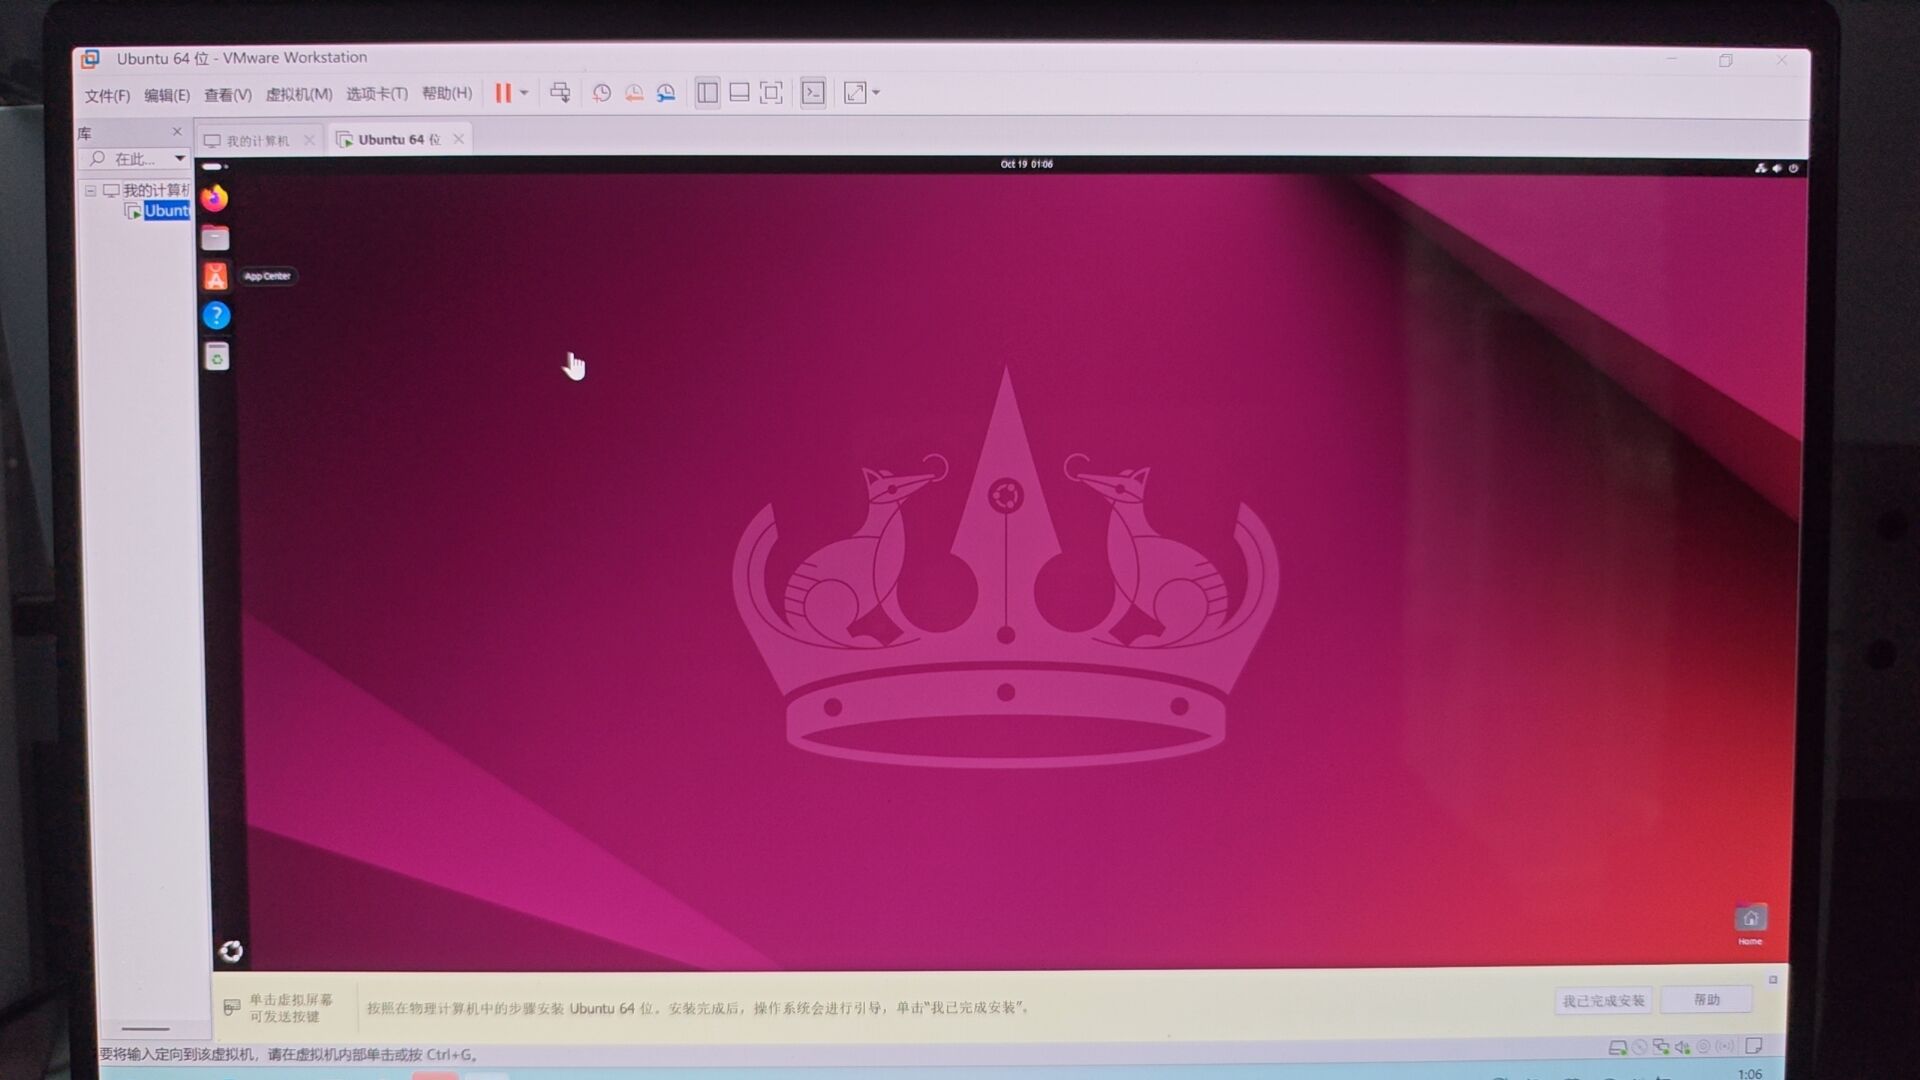 Ubuntu 64 位 - VMware Workstation
文件(F) 编辑(E) 查看(V) 虚拟机(M) 选项卡(T) 帮助(H)
库
在此...
我的计算机
Ubunt
我的计算机
Ubuntu 64 位
Oct 19 01:06
App Center
Home
单击虚拟屏幕
可发送按键
按照在物理计算机中的步骤安装 Ubuntu 64 位。安装完成后，操作系统会进行引导，单击“我已完成安装”。
我已完成安装
帮助
要将输入定向到该虚拟机，请在虚拟机内部单击或按 Ctrl+G。
1:06